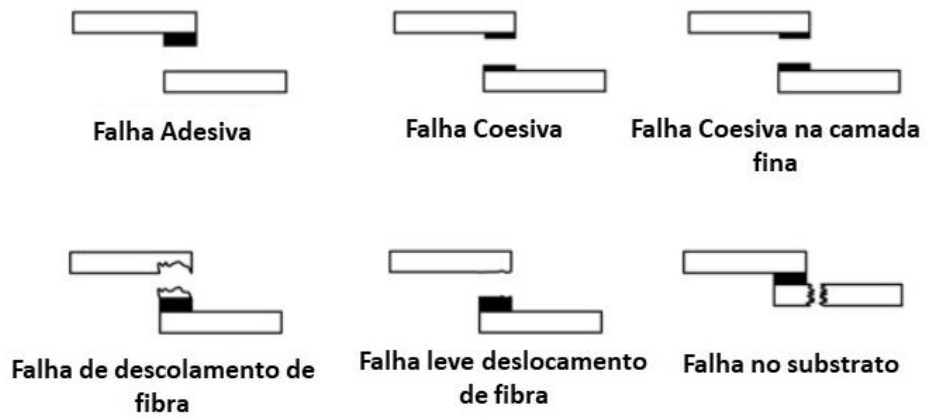 Falha Adesiva
Falha Coesiva
Falha Coesiva na camada
fina
Falha de descolamento de
fibra
Falha leve deslocamento
de fibra
Falha no substrato